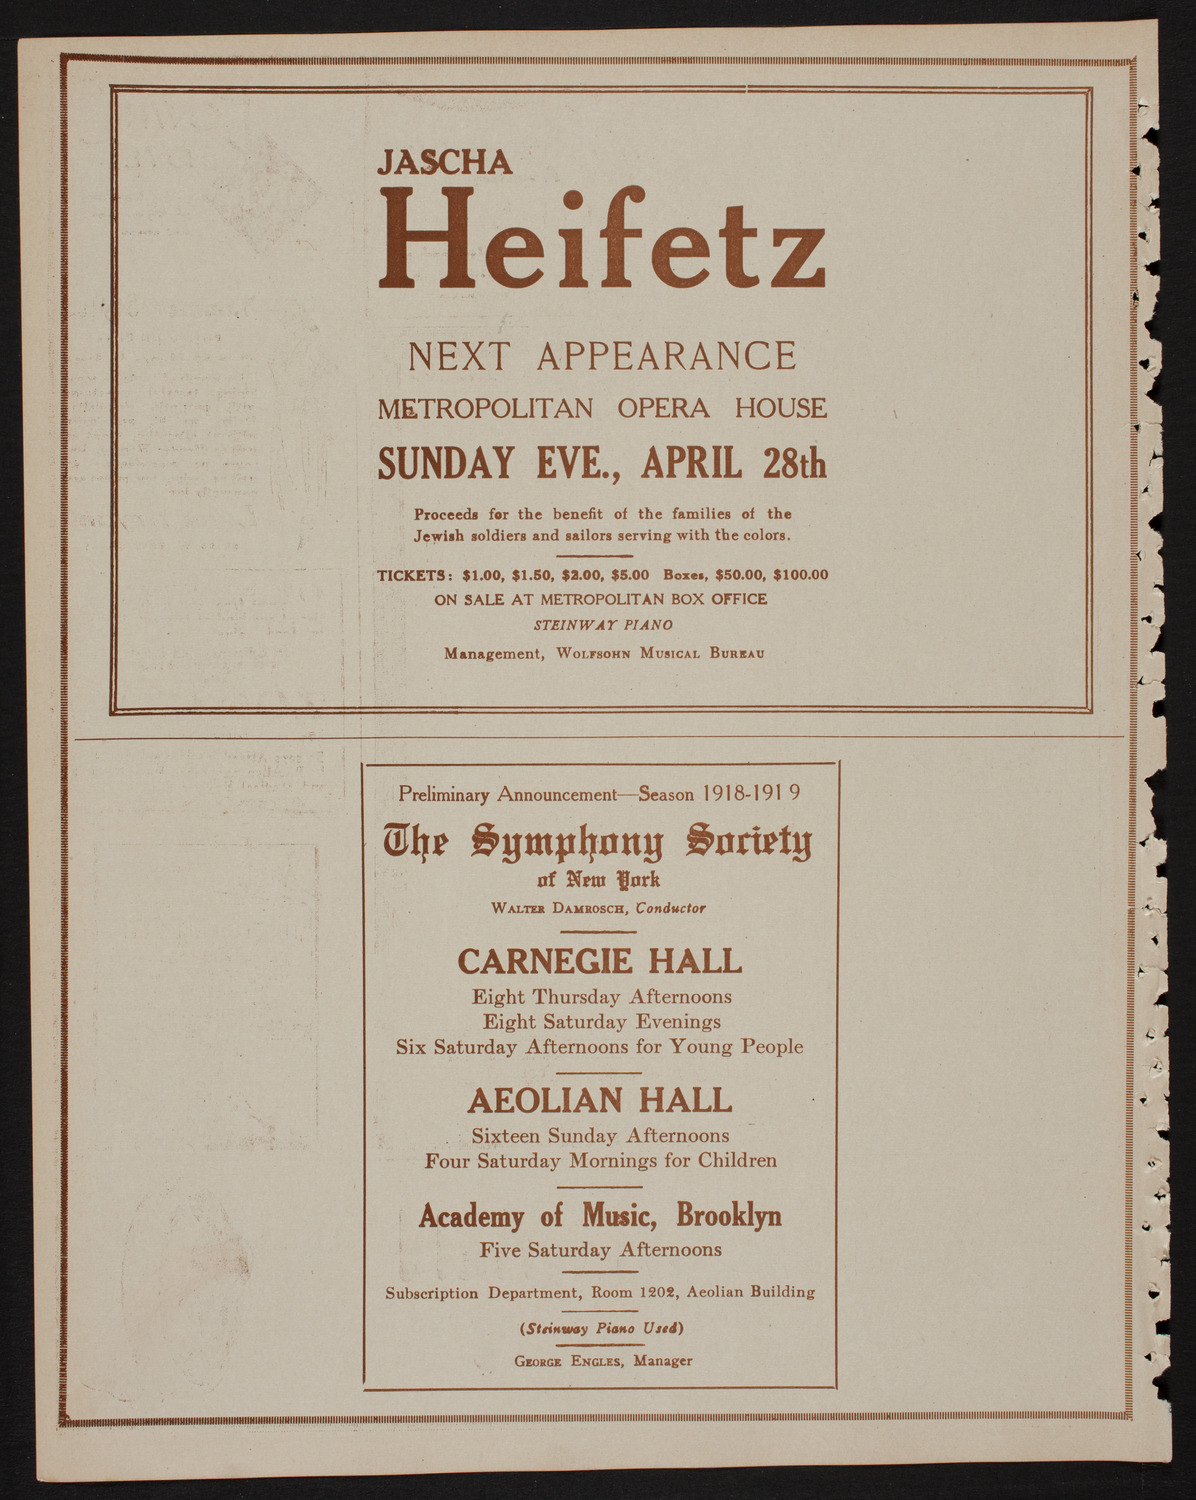 JASCHA
Heifetz
NEXT APPEARANCE
METROPOLITAN OPERA HOUSE
SUNDAY EVE., APRIL 28th
Proceeds for the benefit of the families of the
Jewish soldiers and sailors serving with the colors.
TICKETS: $1.00, $1.50, $2.00, $5.00 Boxes, $50.00, $100.00
ON SALE AT METROPOLITAN BOX OFFICE
STEINWAY PIANO
Management, WOLFSOHN MUSICAL BUREAU
Preliminary Announcement—Season 1918-1919
The Symphony Society
of New York
WALTER DAMROSCH, Conductor
CARNEGIE HALL
Eight Thursday Afternoons
Eight Saturday Evenings
Six Saturday Afternoons for Young People
AEOLIAN HALL
Sixteen Sunday Afternoons
Four Saturday Mornings for Children
Academy of Music, Brooklyn
Five Saturday Afternoons
Subscription Department, Room 1202, Aeolian Building
(Steinway Piano Used)
GEORGE ENGLES, Manager